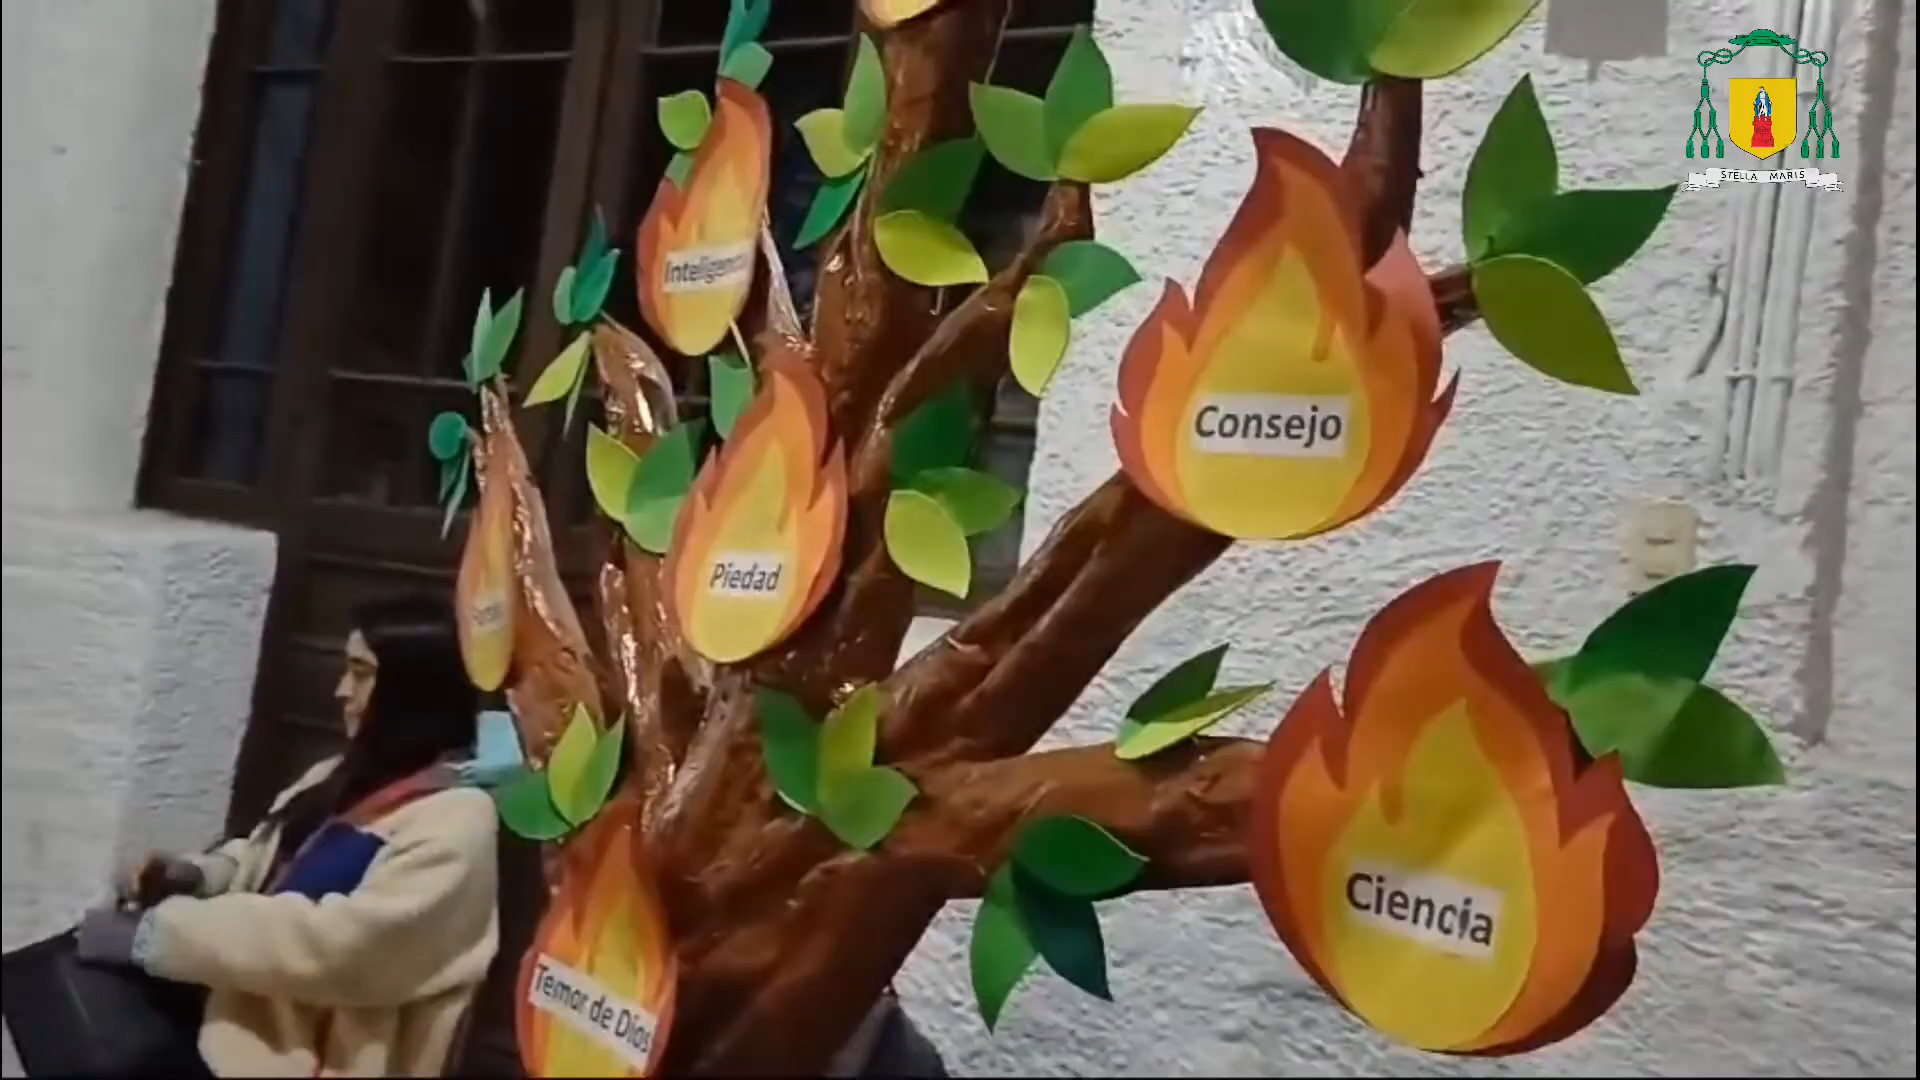 STELLA MARIS
Inteligencia
Consejo
Piedad
Ciencia
Temor de Dios